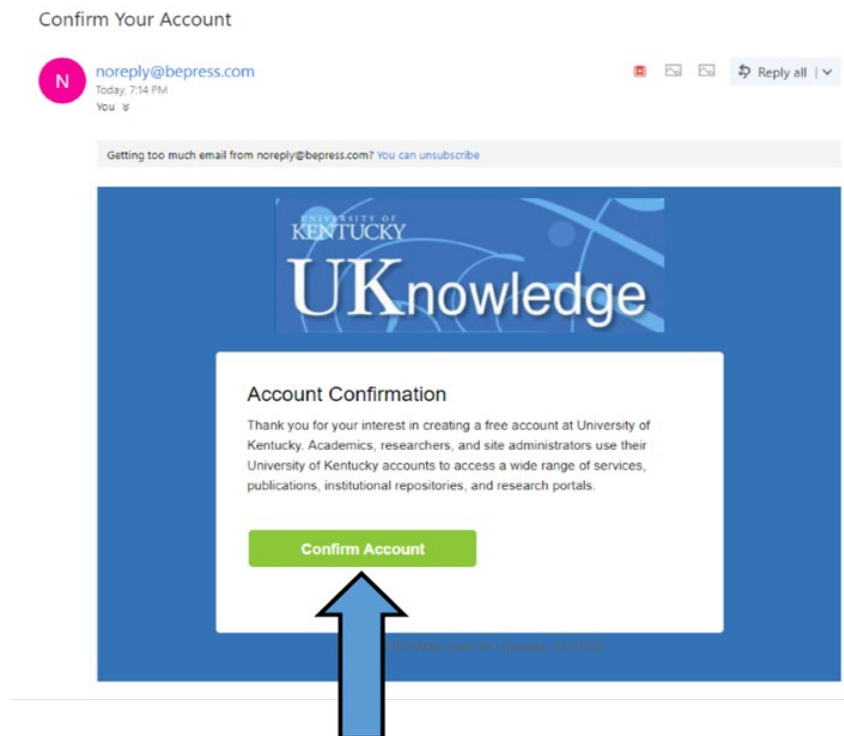 Confirm Your Account
N
noreply@bepress.com
Today, 7:14 PM
You
Reply all
Getting too much email from noreply@bepress.com? You can unsubscribe
UNIVERSITY OF
KENTUCKY
UKnowledge
Account Confirmation
Thank you for your interest in creating a free account at University of
Kentucky. Academics, researchers, and site administrators use their
University of Kentucky accounts to access a wide range of services,
publications, institutional repositories, and research portals.
Confirm Account